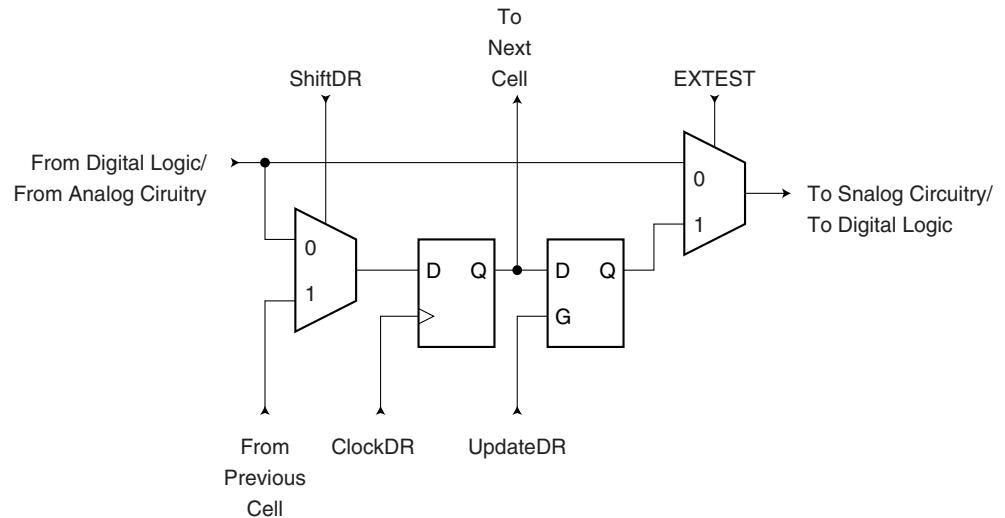 To
Next
Cell
ShiftDR
EXTEST
From Digital Logic/
From Analog Ciruitry
0
1
To Snalog Circuitry/
To Digital Logic
0
1
D Q
D Q
G
From
Previous
Cell
ClockDR
UpdateDR